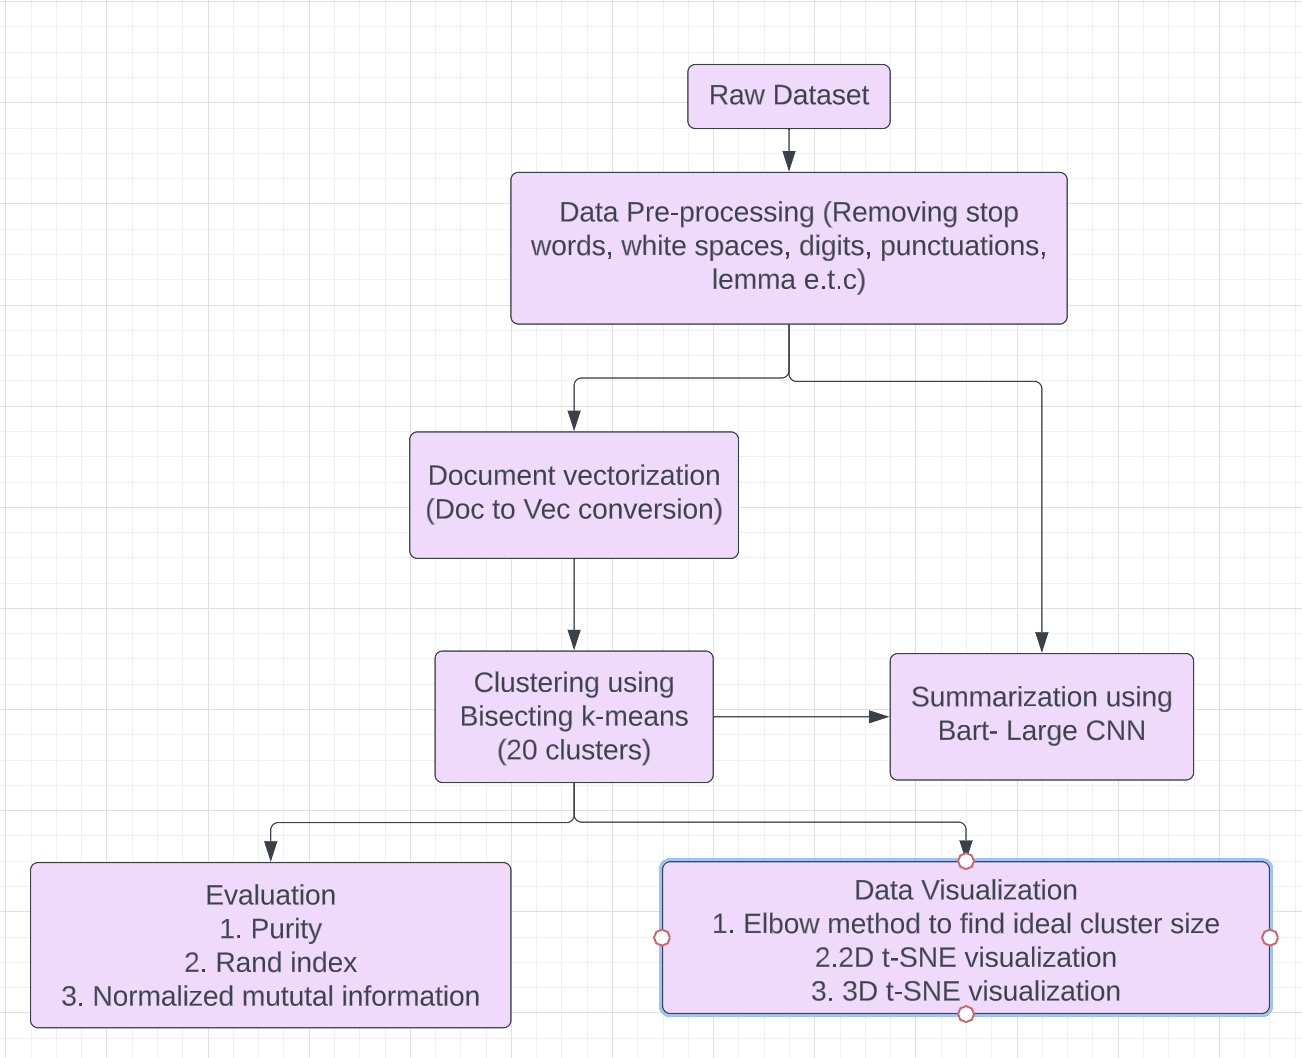 Raw Dataset
Data Pre-processing (Removing stop
words, white spaces, digits, punctuations,
lemma e.t.c)
Document vectorization
(Doc to Vec conversion)
Clustering using
Bisecting k-means
(20 clusters)
Summarization using
Bart- Large CNN
Evaluation
1. Purity
2. Rand index
3. Normalized mututal information
Data Visualization
1. Elbow method to find ideal cluster size
2.2D t-SNE visualization
3. 3D t-SNE visualization